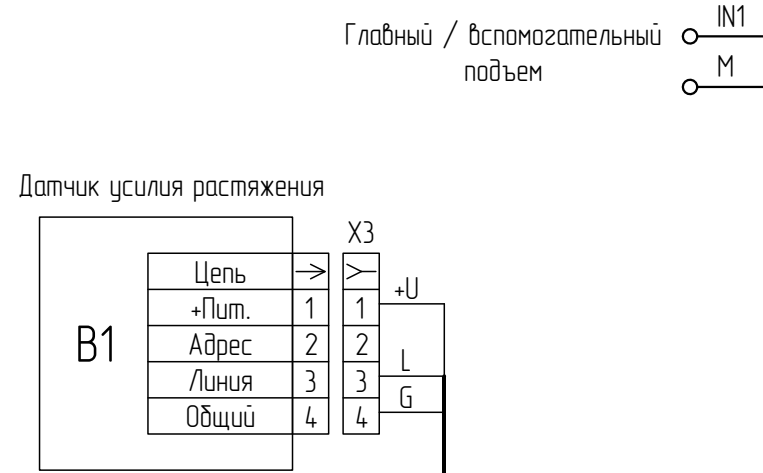 Главный / вспомогательный
подъем
IN1
M
Датчик усилия растяжения
X3
B1
Цепь
+Пит. 1 1 +U
Адрес 2 2
Линия 3 3 L
Общий 4 4 G